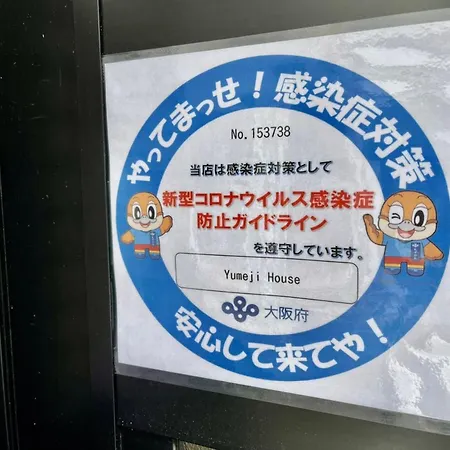 やってまっせ！感染症対策
No.153738
当店は感染症対策として
新型コロナウイルス感染症
防止ガイドライン
を遵守しています。
Yumeji House
大阪府
安心して来てや！